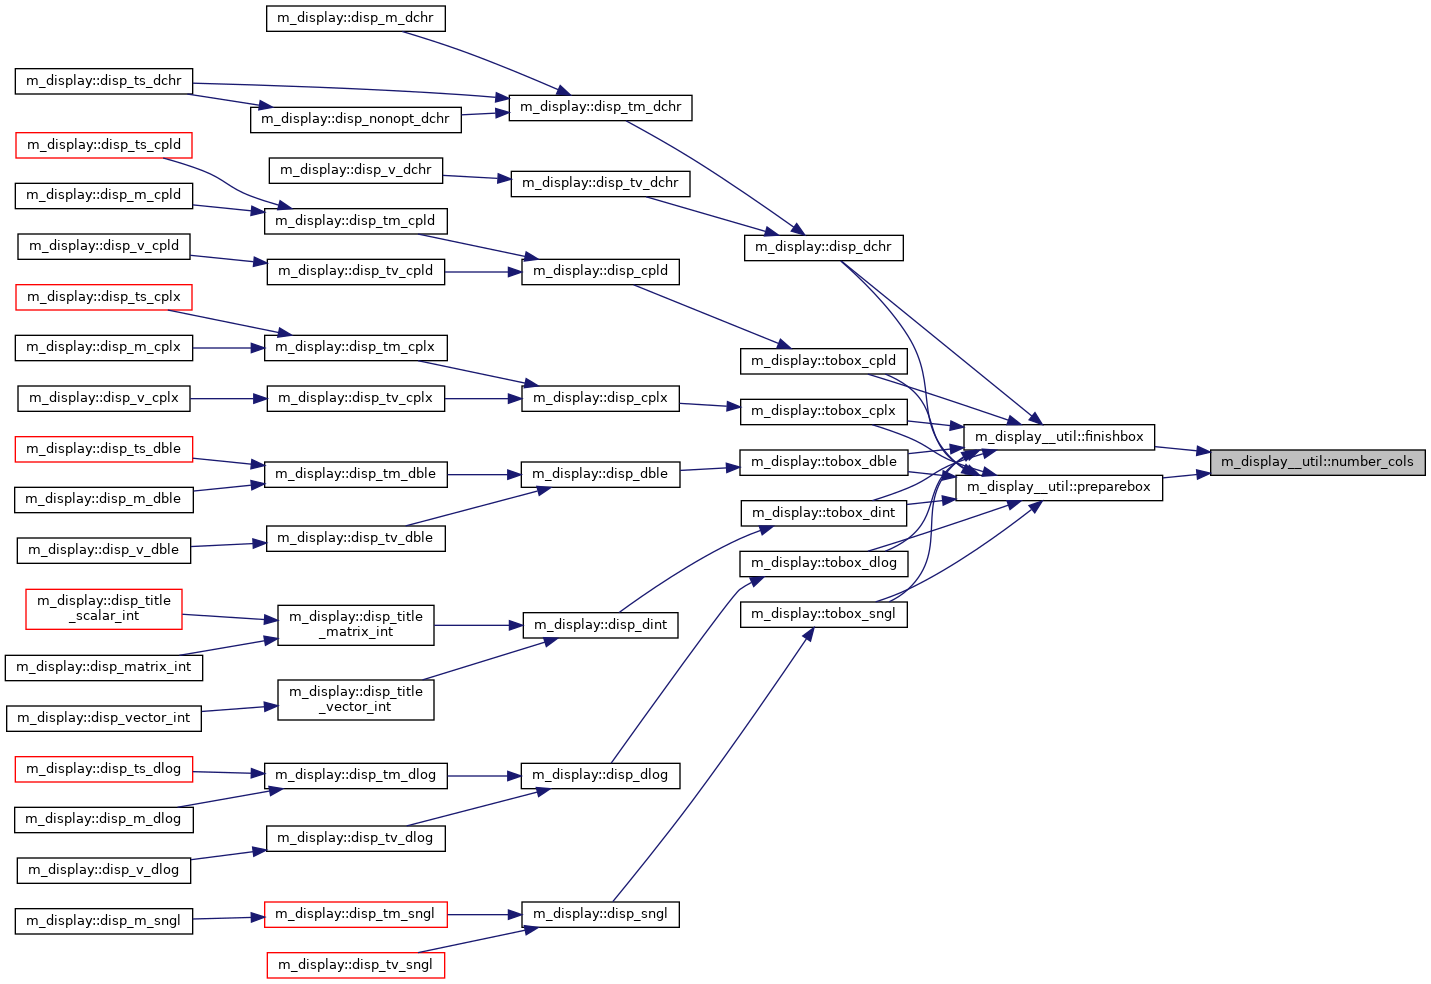 m_display::disp_m_dchr
m_display::disp_ts_dchr
m_display::disp_tm_dchr
m_display::disp_nonopt_dchr
m_display::disp_ts_cpld
m_display::disp_v_dchr
m_display::disp_tv_dchr
m_display::disp_m_cpld
m_display::disp_tm_cpld
m_display::disp_v_cpld
m_display::disp_dchr
m_display::disp_tv_cpld
m_display::disp_cpld
m_display::disp_ts_cplx
m_display::disp_m_cplx
m_display::disp_tm_cplx
m_display::tobox_cpld
m_display::disp_v_cplx
m_display::disp_tv_cplx
m_display::disp_cplx
m_display::tobox_cplx
m_display__util::finishbox
m_display::disp_ts_dble
m_display::tobox_dble
m_display__util::number_cols
m_display::disp_tm_dble
m_display::disp_dble
m_display__util::preparebox
m_display::disp_m_dble
m_display::tobox_dint
m_display::disp_tv_dble
m_display::disp_v_dble
m_display::tobox_dlog
m_display::disp_title
_scalar_int
m_display::disp_title
_matrix_int
m_display::tobox_sngl
m_display::disp_dint
m_display::disp_matrix_int
m_display::disp_title
_vector_int
m_display::disp_vector_int
m_display::disp_ts_dlog
m_display::disp_tm_dlog
m_display::disp_dlog
m_display::disp_m_dlog
m_display::disp_tv_dlog
m_display::disp_v_dlog
m_display::disp_m_sngl
m_display::disp_tm_sngl
m_display::disp_sngl
m_display::disp_tv_sngl